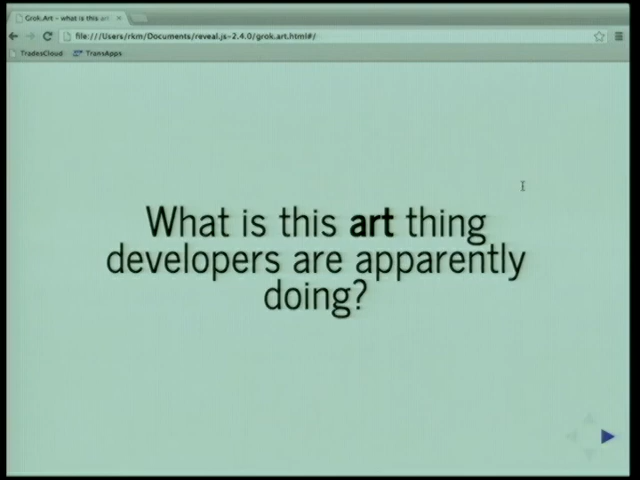 Grok.Art - what is this art
file:///Users/rkm/Documents/reveal.js-2.4.0/grok.art.html#/
TradesCloud TransApps
What is this art thing
developers are apparently
doing?